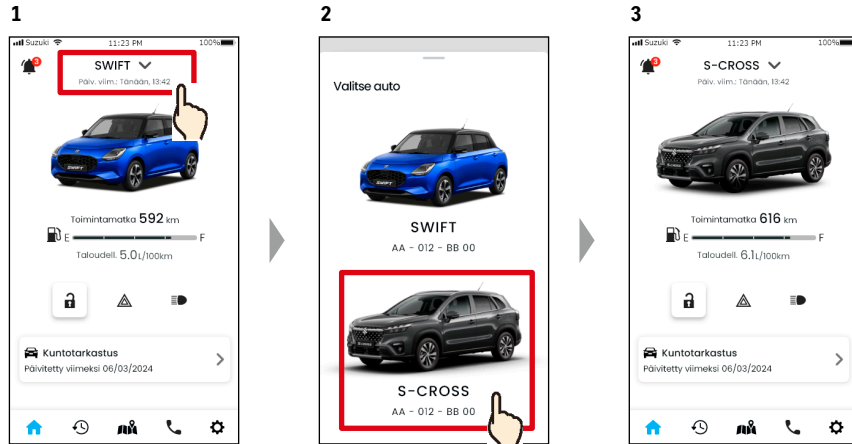 1
Suzuki 11:23 PM 100%
3
SWIFT
Päiv. viim.: Tänään, 13:42
SWIFT
Toimintamatka 592 km
E F
Taloudell. 5.0L/100km
Kuntotarkastus
Päivitetty viimeksi 06/03/2024
2
Valitse auto
SWIFT
SWIFT
AA - 012 - BB 00
S-CROSS
AA - 012 - BB 00
3
Suzuki 11:23 PM 100%
3
S-CROSS
Päiv. viim.: Tänään, 13:42
Toimintamatka 616 km
E F
Taloudell. 6.1L/100km
Kuntotarkastus
Päivitetty viimeksi 06/03/2024